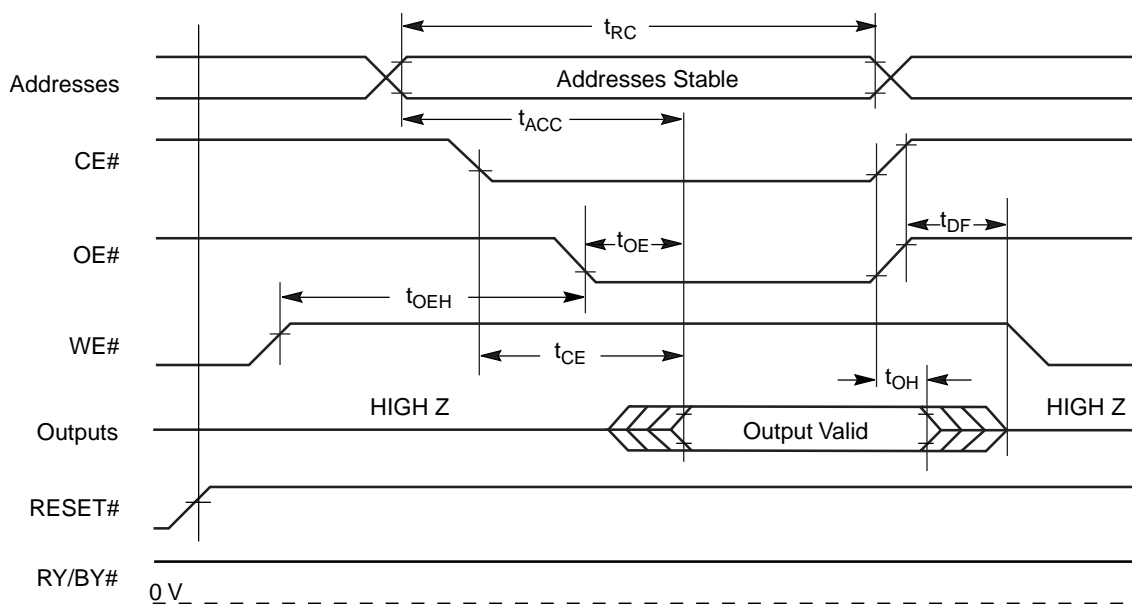 tRC
Addresses
Addresses Stable
tACC
CE#
tDF
tOE
OE#
tOEH
WE#
tCE
tOH
HIGH Z
HIGH Z
Outputs
Output Valid
RESET#
RY/BY#
0 V